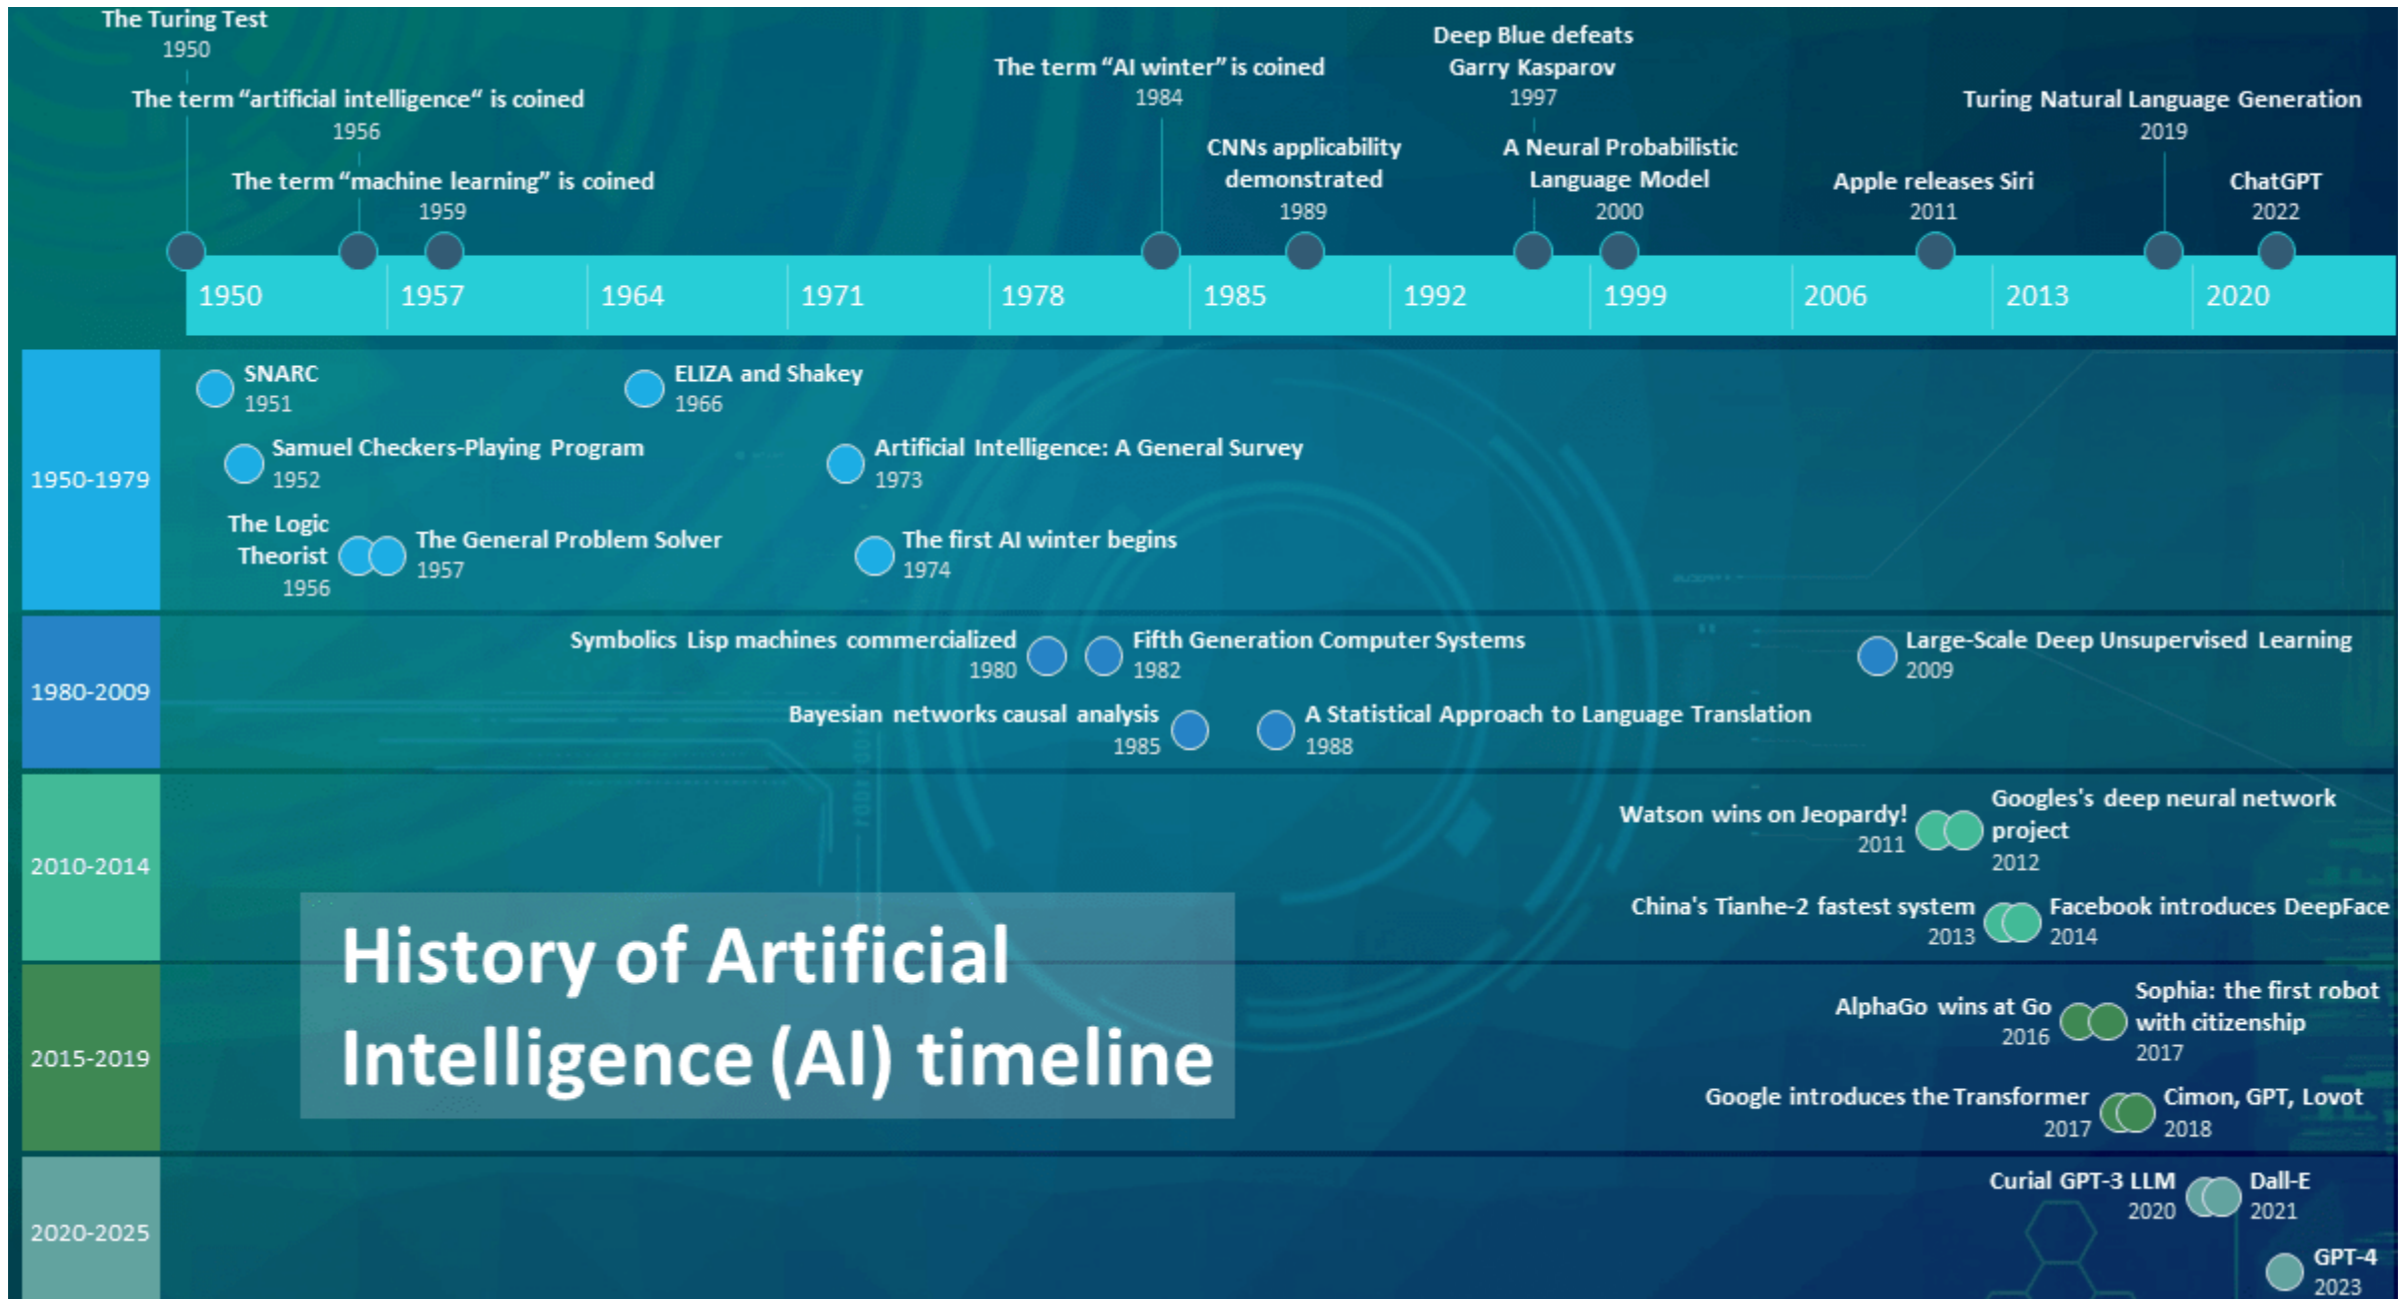 The Turing Test
1950
The term “artificial intelligence“ is coined
1956
The term “machine learning” is coined
1959
The term “AI winter” is coined
1984
CNNs applicability
demonstrated
1989
Deep Blue defeats
Garry Kasparov
1997
A Neural Probabilistic
Language Model
2000
Apple releases Siri
2011
Turing Natural Language Generation
2019
ChatGPT
2022
1950
1957
1964
1971
1978
1985
1992
1999
2006
2013
2020
1950-1979
SNARC
1951
ELIZA and Shakey
1966
Samuel Checkers-Playing Program
1952
Artificial Intelligence: A General Survey
1973
The Logic
Theorist
1956
The General Problem Solver
1957
The first AI winter begins
1974
1980-2009
Symbolics Lisp machines commercialized
1980
Fifth Generation Computer Systems
1982
Large-Scale Deep Unsupervised Learning
2009
Bayesian networks causal analysis
1985
A Statistical Approach to Language Translation
1988
2010-2014
Watson wins on Jeopardy!
2011
Googles's deep neural network
project
2012
China's Tianhe-2 fastest system
2013
Facebook introduces DeepFace
2014
History of Artificial
Intelligence (AI) timeline
2015-2019
AlphaGo wins at Go
2016
Sophia: the first robot
with citizenship
2017
Google introduces the Transformer
2017
Cimon, GPT, Lovot
2018
2020-2025
Curial GPT-3 LLM
2020
Dall-E
2021
GPT-4
2023